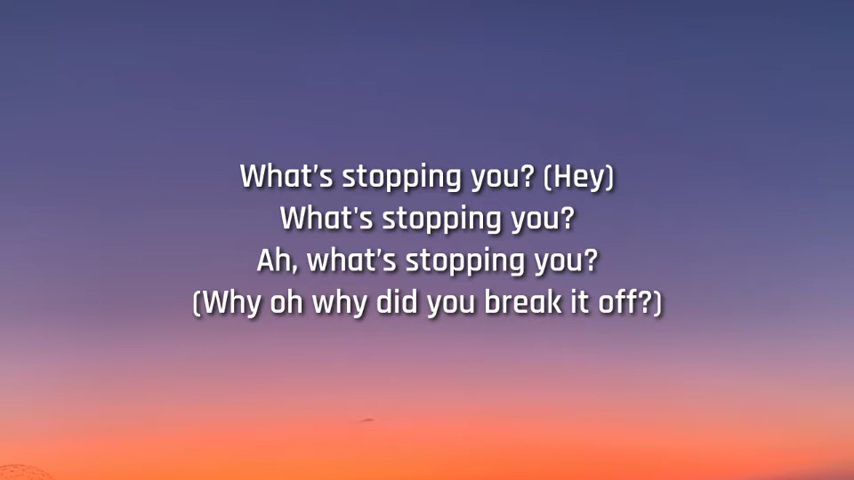 What’s stopping you? (Hey)
What's stopping you?
Ah, what’s stopping you?
(Why oh why did you break it off?)